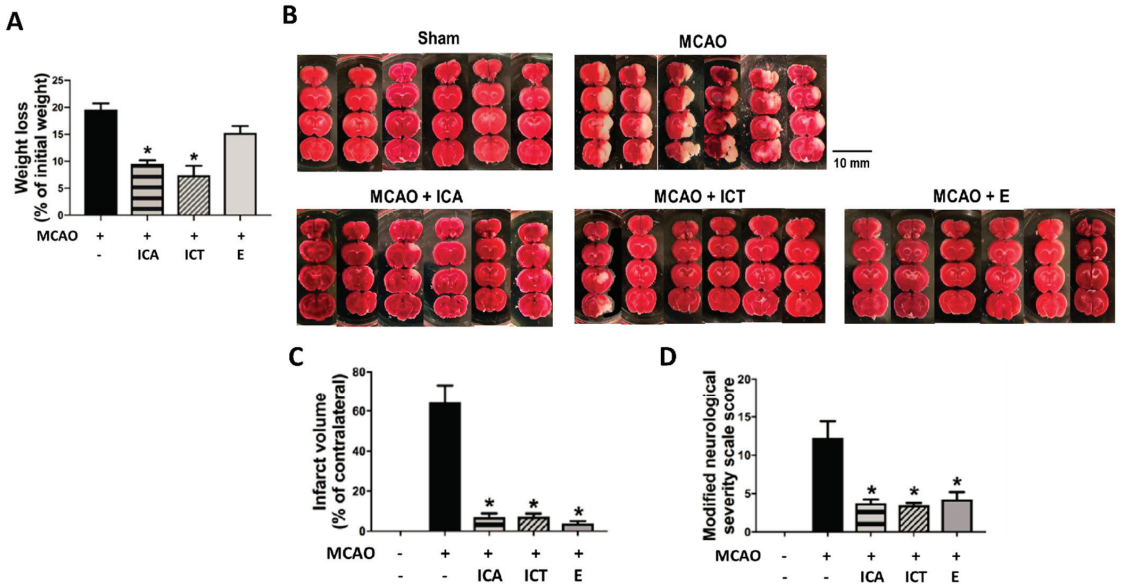 A
Weight loss
(% of initial weight)
25
20
15
10
5
0
* *
MCAO + + + +
- ICA ICT E
B
Sham MCAO
10 mm
MCAO + ICA MCAO + ICT MCAO + E
C
Infarct volume
(% of contralateral)
80
60
40
20
0
* * *
MCAO - + + + +
- - ICA ICT E
D
Modified neurological
severity scale score
20
15
10
5
0
* * *
MCAO - + + + +
- - ICA ICT E